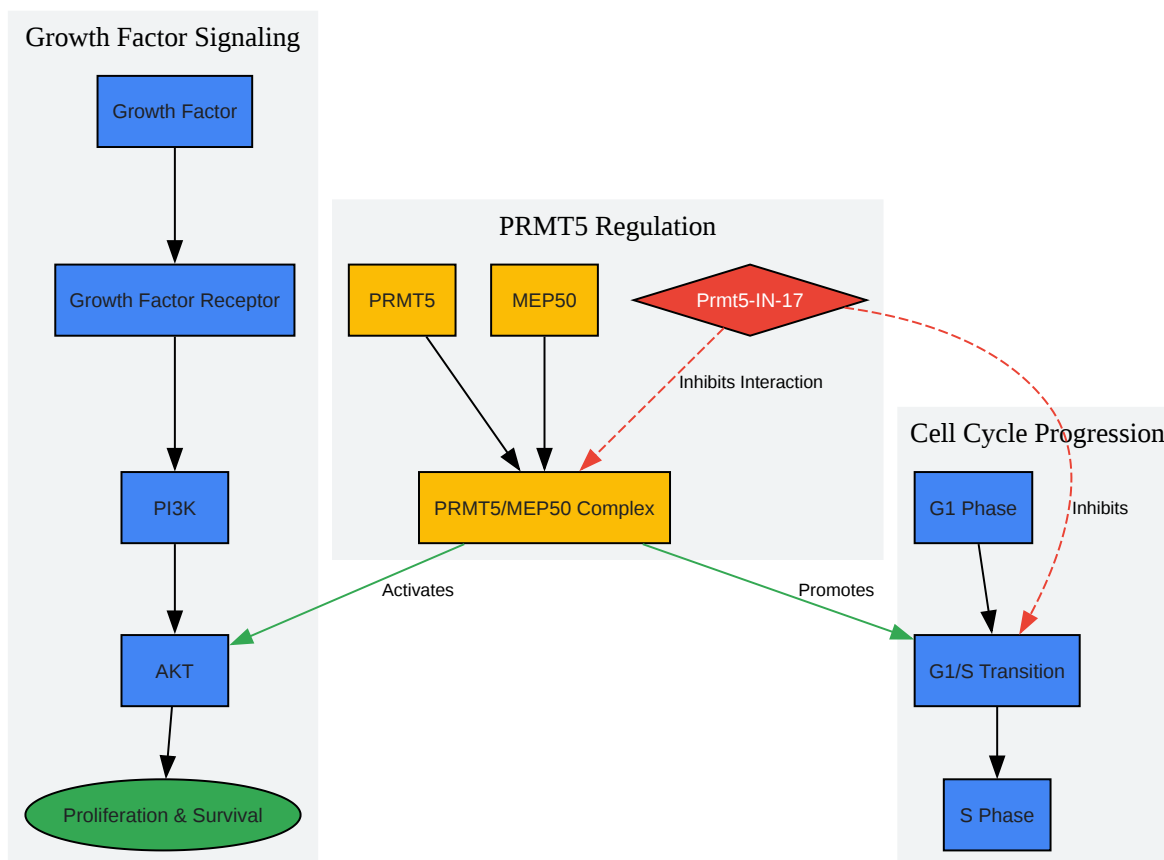 Growth Factor Signaling
Growth Factor
Growth Factor Receptor
PI3K
AKT
Proliferation & Survival
PRMT5 Regulation
PRMT5
MEP50
Prmt5-IN-17
Inhibits Interaction
PRMT5/MEP50 Complex
Activates
Promotes
Cell Cycle Progression
G1 Phase
Inhibits
G1/S Transition
S Phase